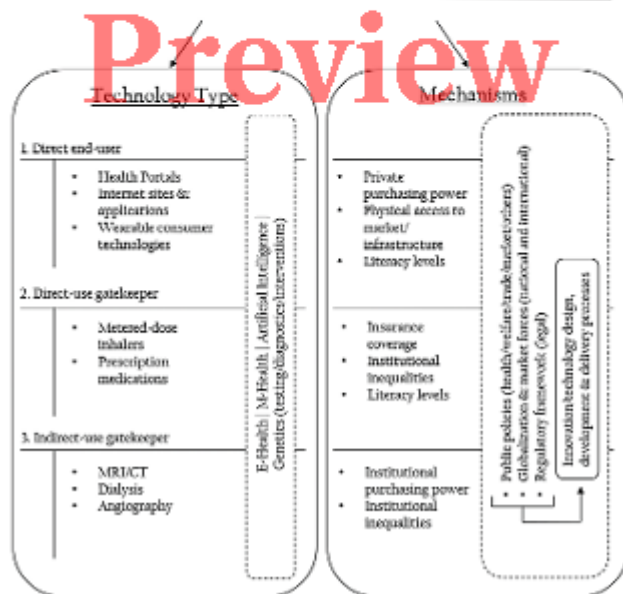 Preview
Technology Type
1. Direct end-user
• Health Portals
• Internet sites &
applications
• Wearable consumer
technologies
2. Direct-use gatekeeper
• Metered-dose
inhalers
• Prescription
medications
3. Indirect-use gatekeeper
• MRI/CT
• Dialysis
• Angiography
E-Health | M-Health | Artificial Intelligence |
Genetics (testing/diagnostics/interventions)
Mechanisms
• Private
purchasing power
• Physical access to
market/
infrastructure
• Literacy levels
• Insurance
coverage
• Institutional
inequalities
• Literacy levels
• Institutional
purchasing power
• Institutional
inequalities
• Public policies (health/welfare/trade/market/others)
• Globalization & market forces (national and international)
• Regulatory framework (legal)
Innovation/technology design,
development & delivery processes